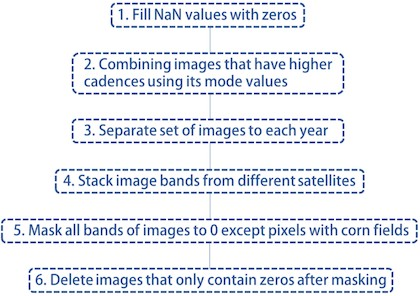 1. Fill NaN values with zeros
2. Combining images that have higher
cadences using its mode values
3. Separate set of images to each year
4. Stack image bands from different satellites
5. Mask all bands of images to 0 except pixels with corn fields
6. Delete images that only contain zeros after masking